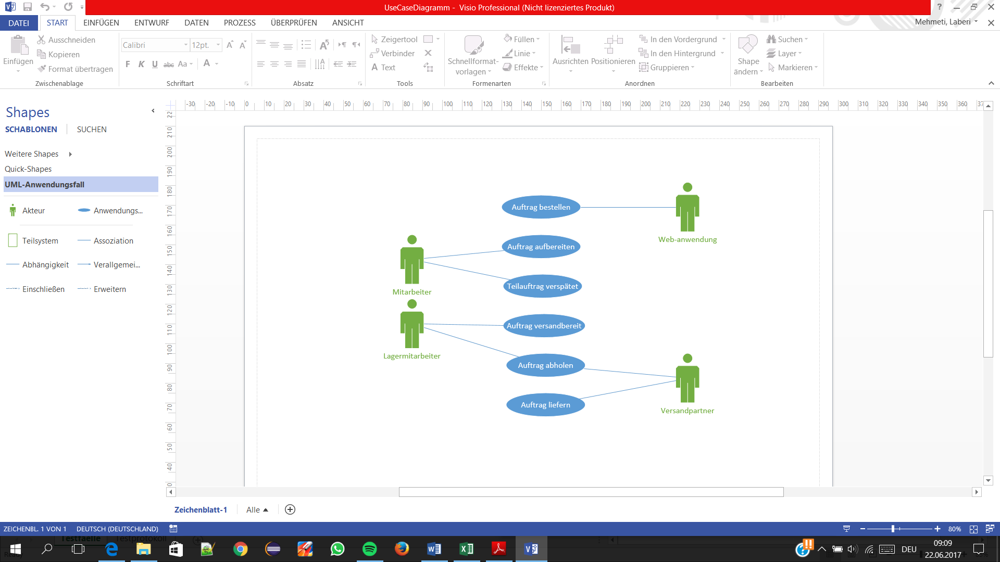 UseCaseDiagramm - Visio Professional (Nicht lizenziertes Produkt)
DATEI START EINFÜGEN ENTWURF DATEN PROZESS ÜBERPRÜFEN ANSICHT Mehmeti, Laberi
Einfügen
Ausschneiden
Kopieren
Format übertragen
Zwischenablage
Calibri 12pt.
F K U abc Aa A
Schriftart
Absatz
Zeigertool
Verbinder
A Text
Tools
Schnellformat-
vorlagen
Füllen
Linie
Effekte
Formenarten
Ausrichten Positionieren
In den Vordergrund
In den Hintergrund
Gruppieren
Anordnen
Shape
ändern
Suchen
Layer
Markieren
Bearbeiten
Shapes
SCHABLONEN SUCHEN
Weitere Shapes
Quick-Shapes
UML-Anwendungsfall
Akteur Anwendungs...
Teilsystem Assoziation
Abhängigkeit Verallgemei...
Einschließen Erweitern
-30 -20 -10 0 10 20 30 40 50 60 70 80 90 100 110 120 130 140 150 160 170 180 190 200 210 220 230 240 250 260 270 280 290 300 310 320 330 340 350 360 37
22 210 200 190 180 170 160 150 140 130 120 110 100 90 80 70 60 50 40
Auftrag bestellen
Web-anwendung
Auftrag aufbereiten
Teilauftrag verspätet
Mitarbeiter
Auftrag versandbereit
Lagermitarbeiter
Auftrag abholen
Auftrag liefern
Versandpartner
Zeichenblatt-1 Alle
ZEICHENBL. 1 VON 1 DEUTSCH (DEUTSCHLAND) 80%
Testfaelle Testprotokoll
Ready
DEU
09:09
22.06.2017